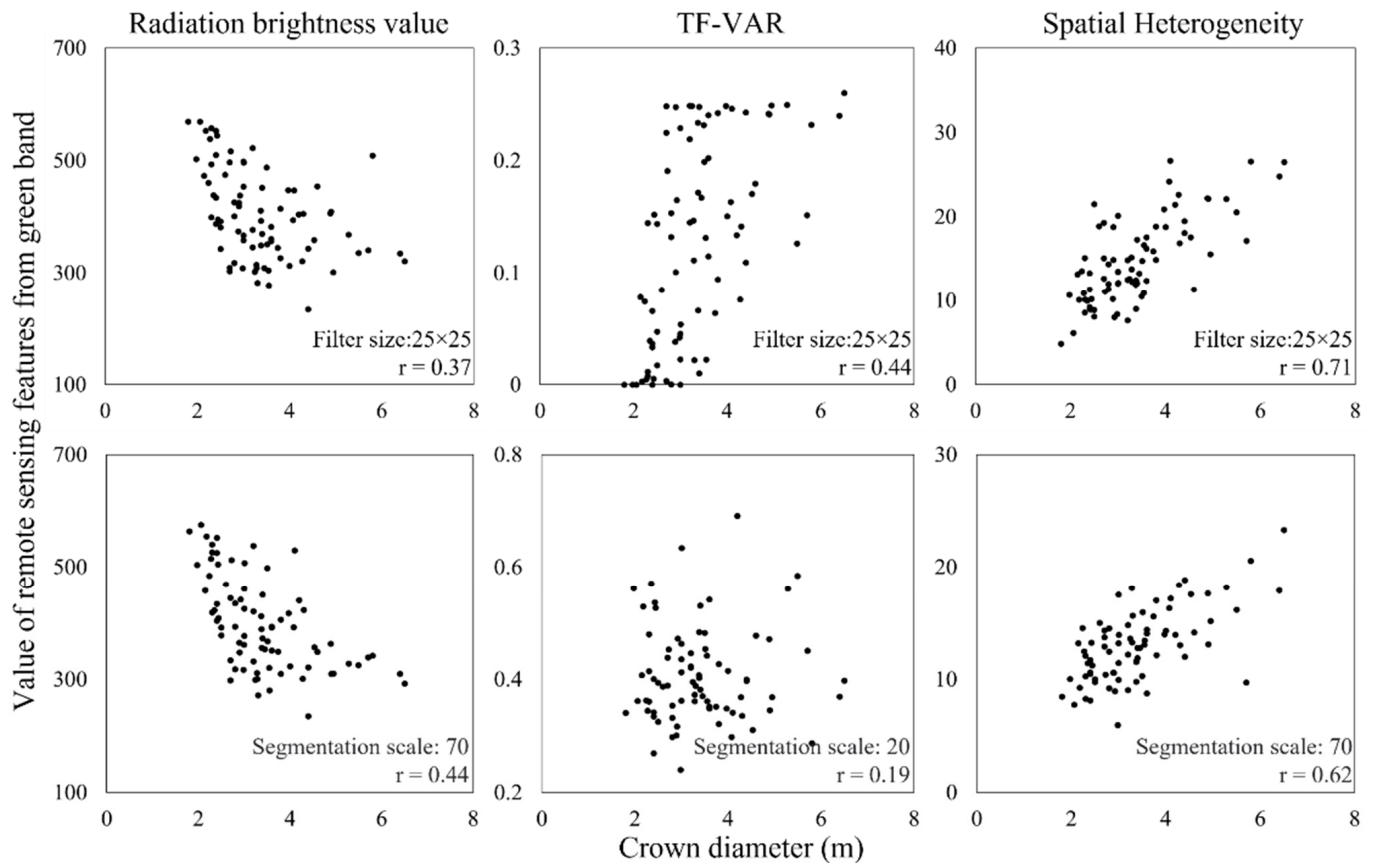 Radiation brightness value
TF-VAR
Spatial Heterogeneity
Value of remote sensing features from green band
700
500
300
100
Filter size:25×25
r = 0.37
0 2 4 6 8
0.3
0.2
0.1
0
Filter size:25×25
r = 0.44
0 2 4 6 8
40
30
20
10
0
Filter size:25×25
r = 0.71
0 2 4 6 8
700
500
300
100
Segmentation scale: 70
r = 0.44
0 2 4 6 8
0.8
0.6
0.4
0.2
Segmentation scale: 20
r = 0.19
0 2 4 6 8
30
20
10
0
Segmentation scale: 70
r = 0.62
0 2 4 6 8
Crown diameter (m)